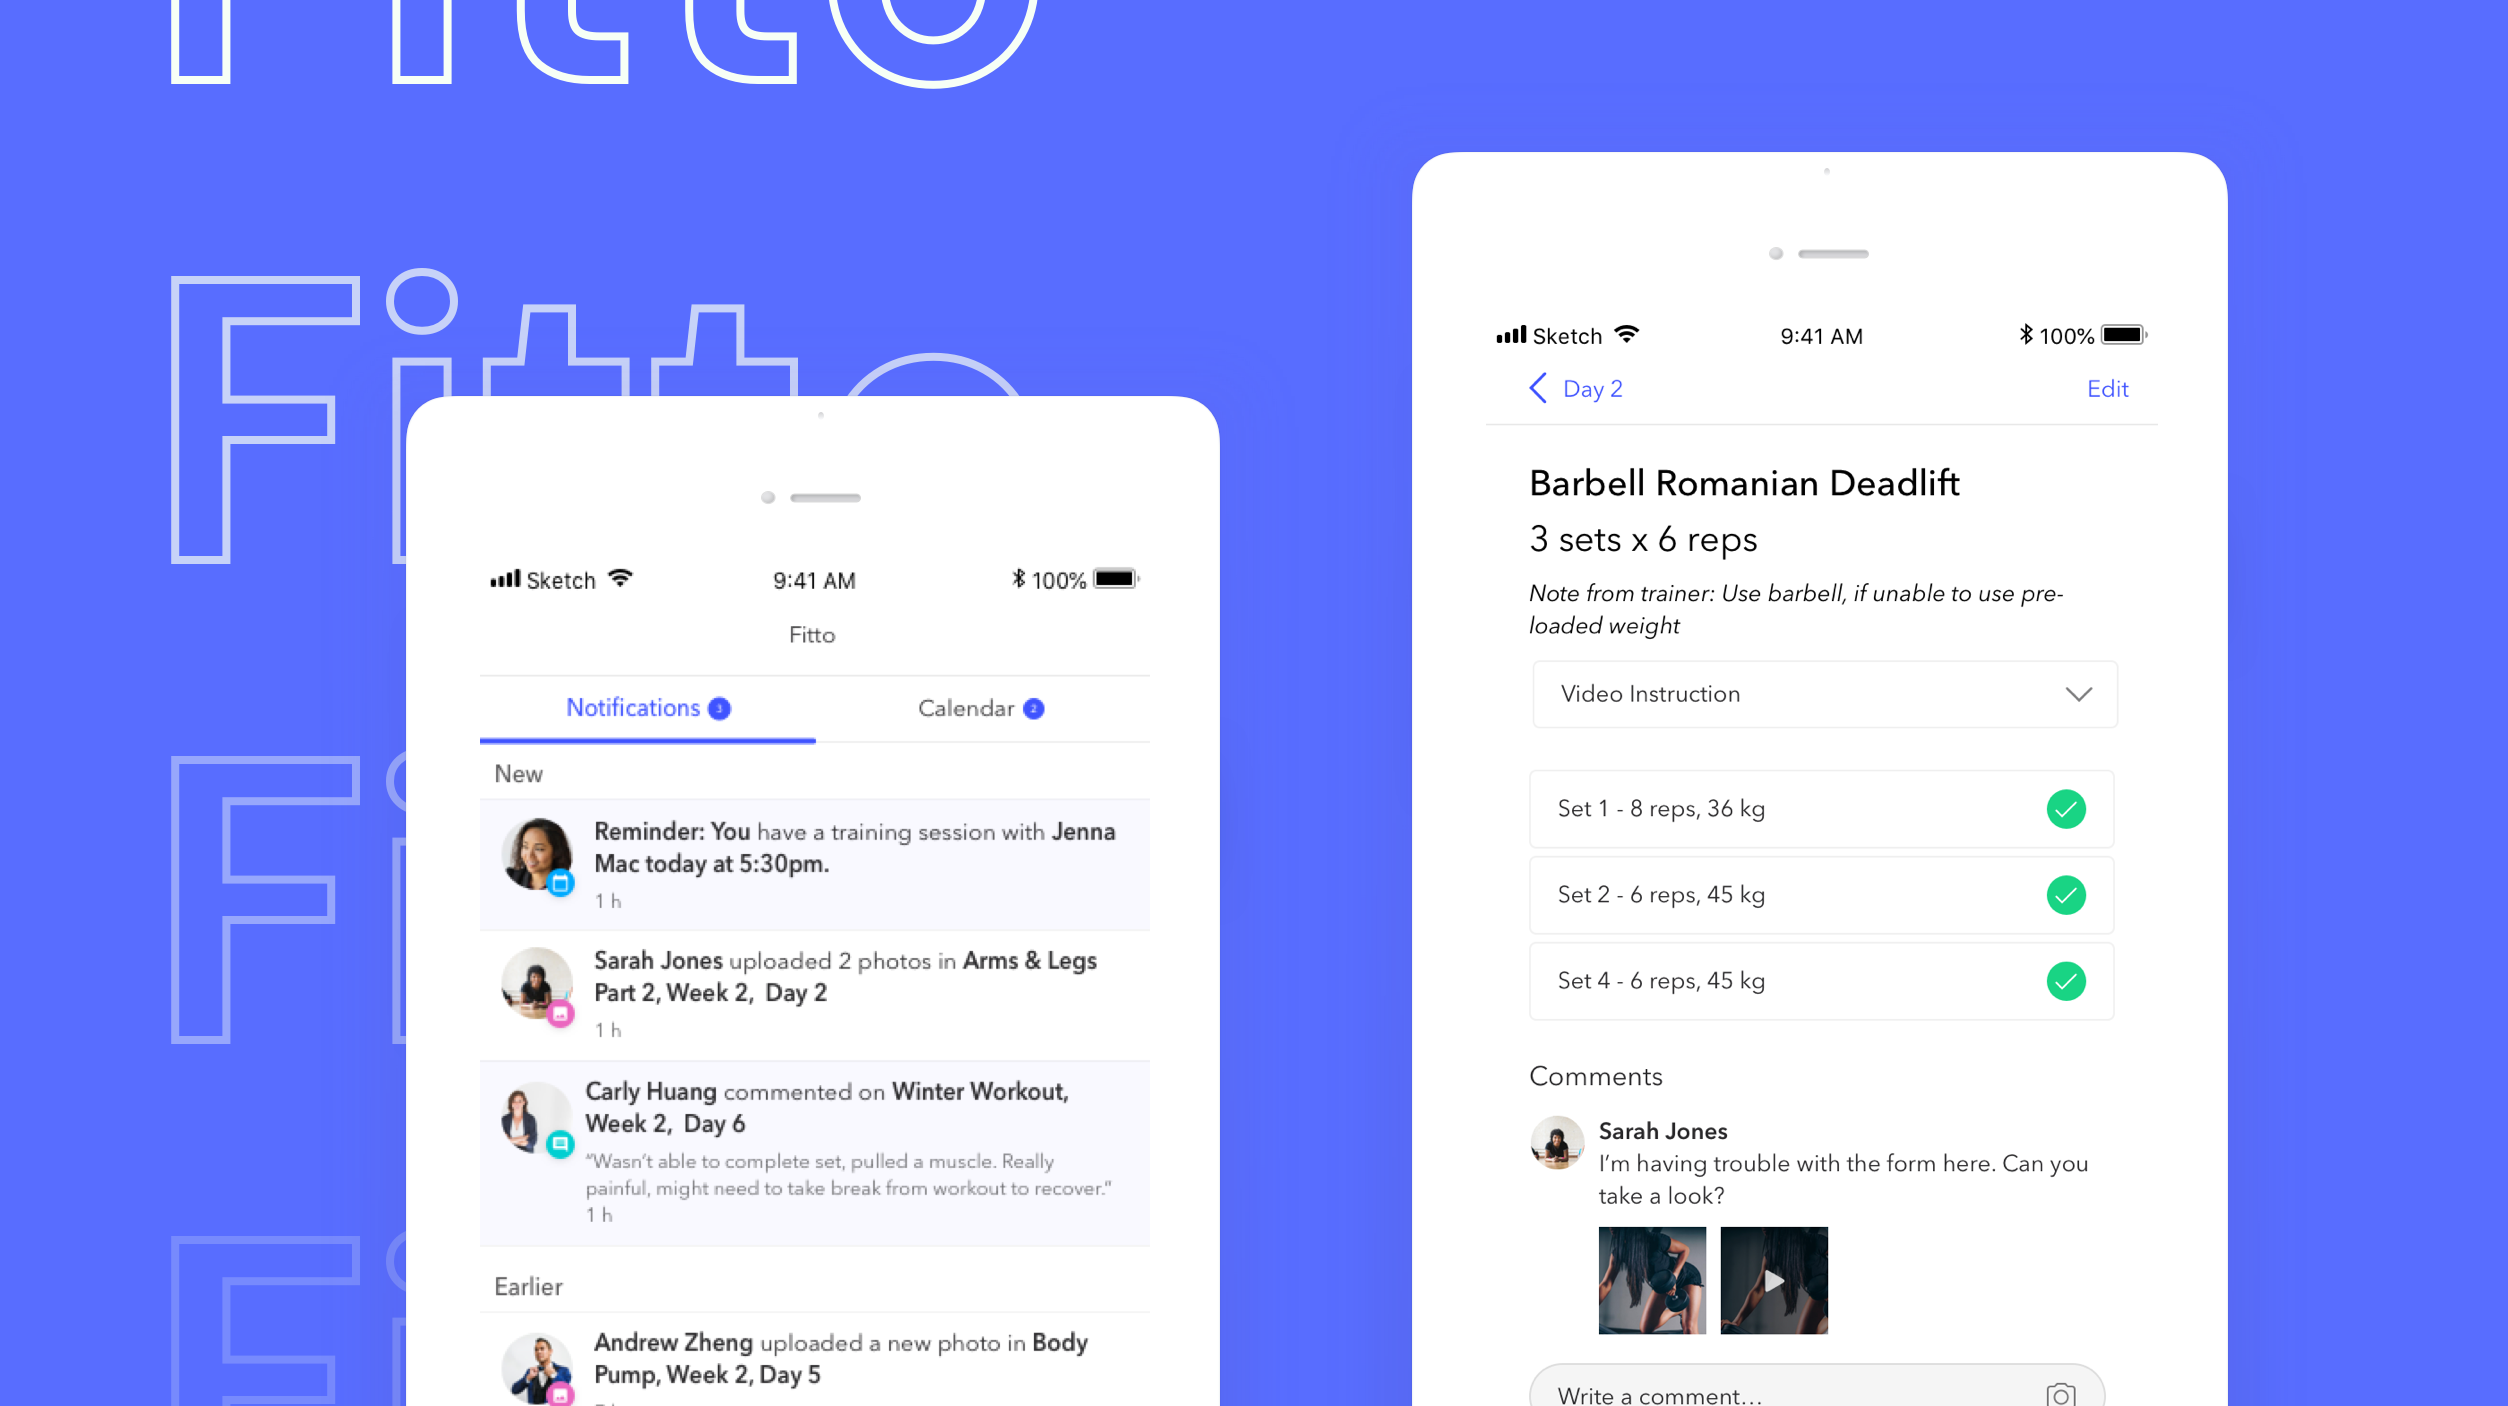 Fitto
Fitto
Fi
Fi
Sketch 9:41 AM 100%
Fitto
Notifications 3 Calendar 2
New
Reminder: You have a training session with Jenna
Mac today at 5:30pm.
1 h
Sarah Jones uploaded 2 photos in Arms & Legs
Part 2, Week 2, Day 2
1 h
Carly Huang commented on Winter Workout,
Week 2, Day 6
“Wasn’t able to complete set, pulled a muscle. Really
painful, might need to take break from workout to recover.”
1 h
Earlier
Andrew Zheng uploaded a new photo in Body
Pump, Week 2, Day 5
Sketch 9:41 AM 100%
Day 2 Edit
Barbell Romanian Deadlift
3 sets x 6 reps
Note from trainer: Use barbell, if unable to use pre-
loaded weight
Video Instruction
Set 1 - 8 reps, 36 kg
Set 2 - 6 reps, 45 kg
Set 4 - 6 reps, 45 kg
Comments
Sarah Jones
I’m having trouble with the form here. Can you
take a look?
Write a comment...